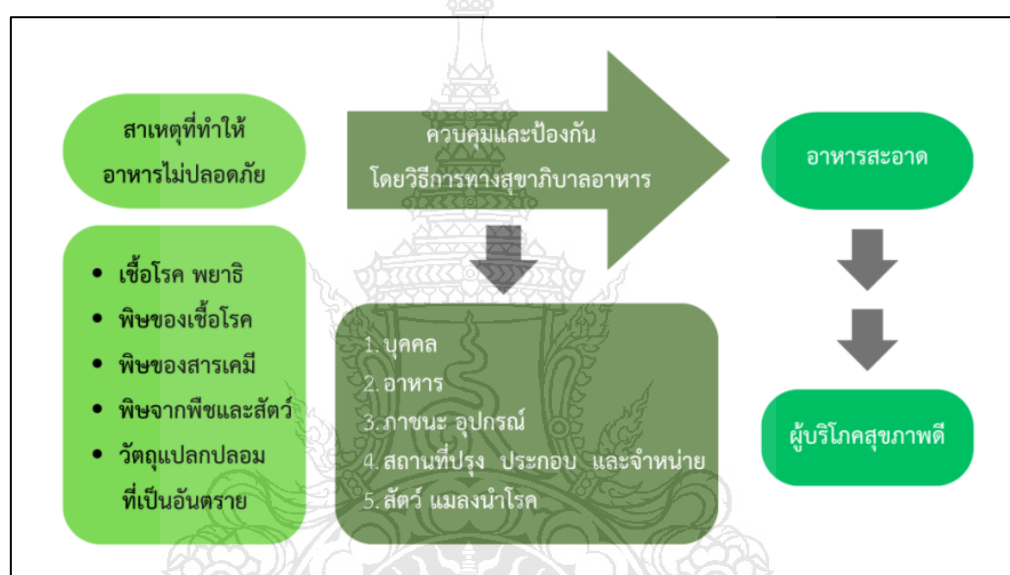 สาเหตุที่ทำให้
อาหารไม่ปลอดภัย
• เชื้อโรค พยาธิ
• พิษของเชื้อโรค
• พิษของสารเคมี
• พิษจากพืชและสัตว์
• วัตถุแปลกปลอม
ที่เป็นอันตราย
ควบคุมและป้องกัน
โดยวิธีการทางสุขาภิบาลอาหาร
1. บุคคล
2. อาหาร
3. ภาชนะ อุปกรณ์
4. สถานที่ปรุง ประกอบ และจำหน่าย
5. สัตว์ แมลงนำโรค
อาหารสะอาด
ผู้บริโภคสุขภาพดี